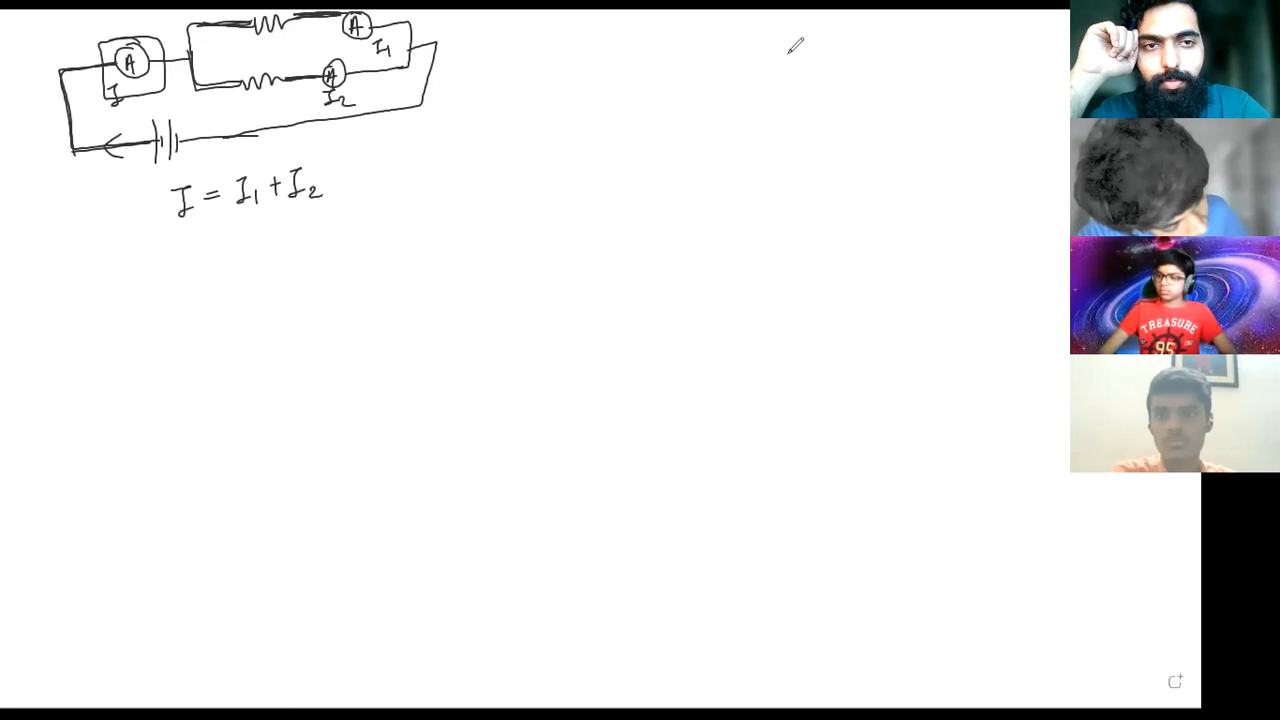 A
I₁
A
I
A
I₂
I = I₁ + I₂
TREASURE
95